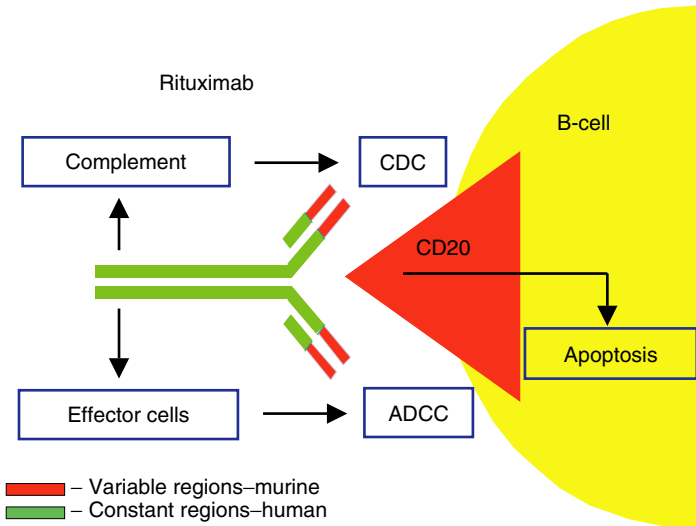 Rituximab
B-cell
Complement
CDC
CD20
Apoptosis
Effector cells
ADCC
– Variable regions–murine
– Constant regions–human